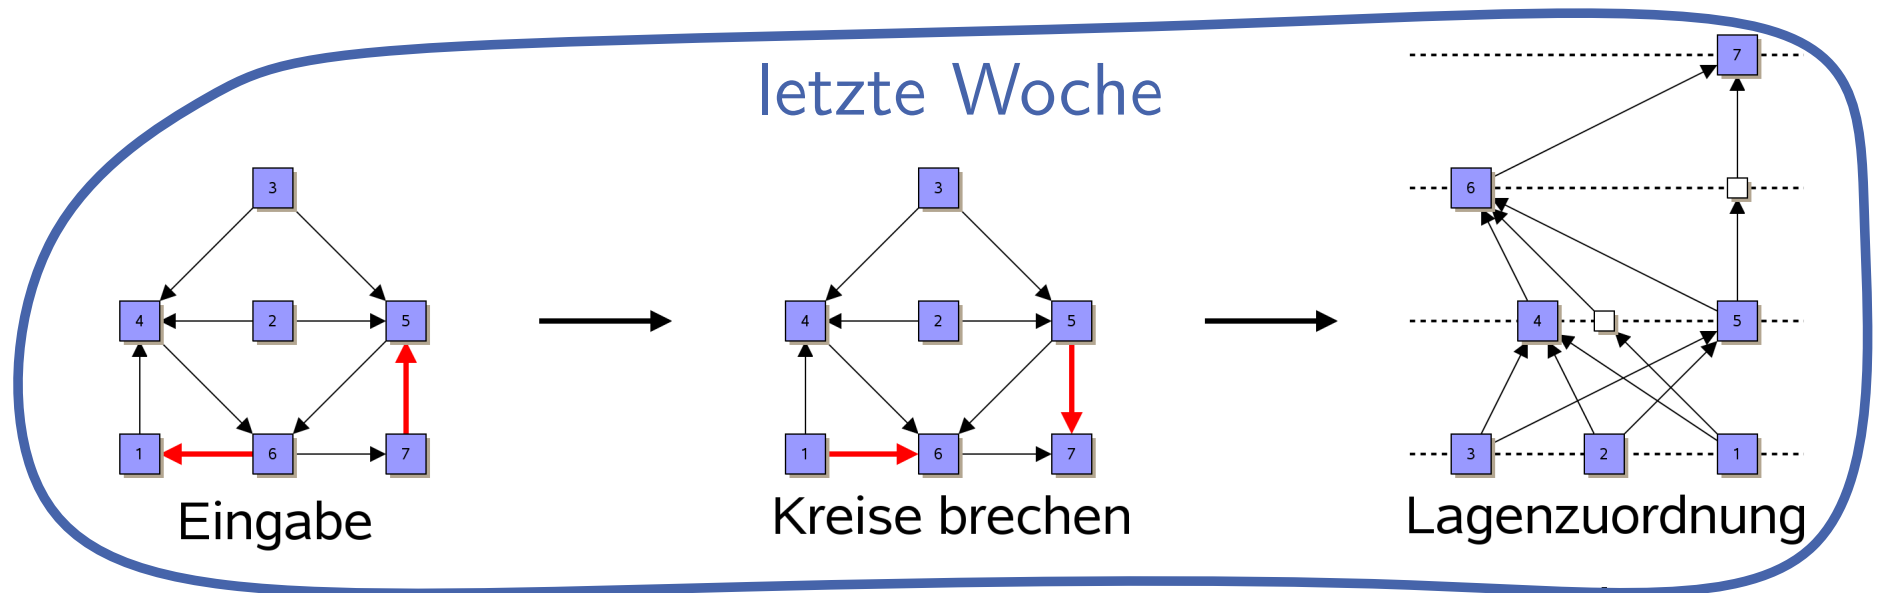 letzte Woche
3
4 2 5
1 6 7
Eingabe
3
4 2 5
1 6 7
Kreise brechen
7
6
4 5
3 2 1
Lagenzuordnung